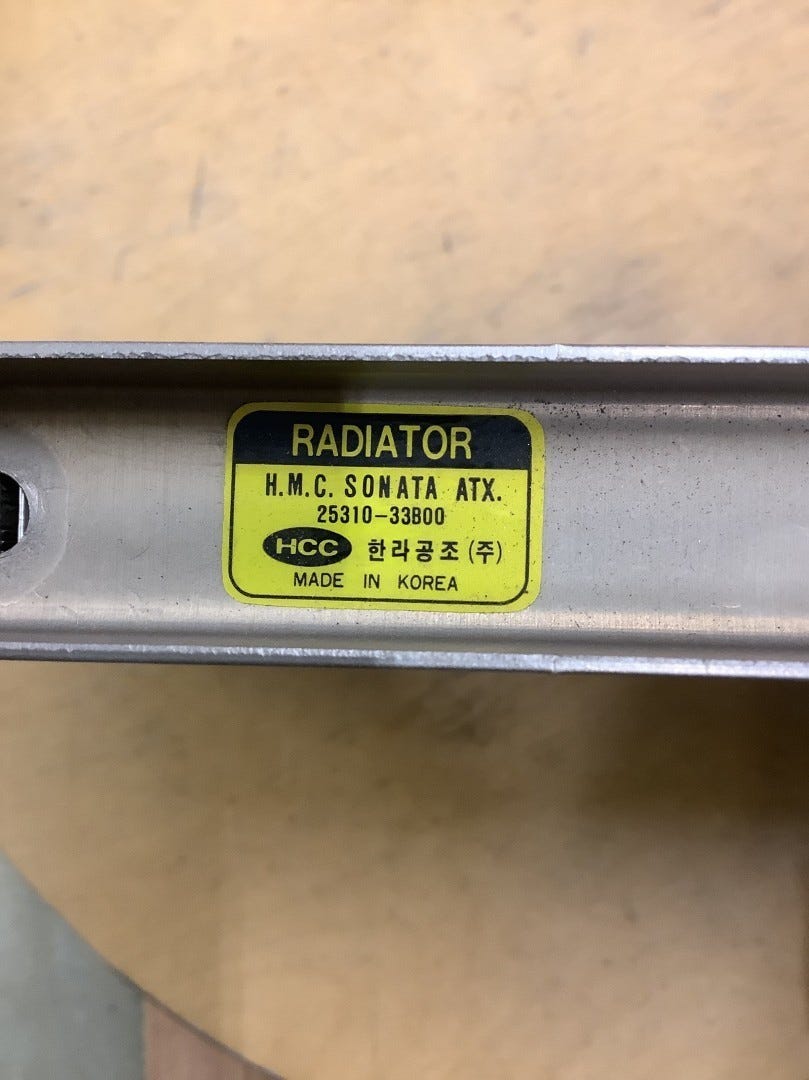 RADIATOR
H.M.C. SONATA ATX.
25310-33B00
HCC 한라공조(주)
MADE IN KOREA